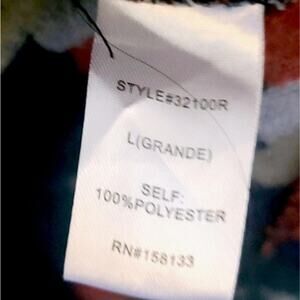 STYLE#32100R
L(GRANDE)
SELF:
100%POLYESTER
RN#158133